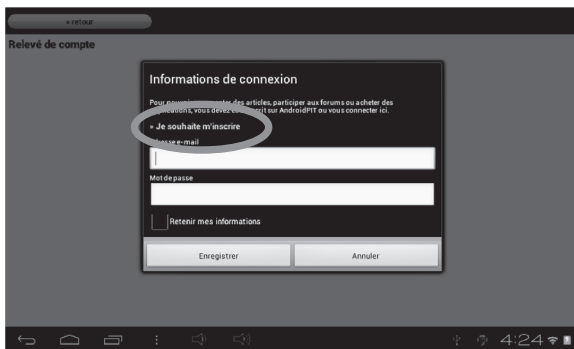 « retour
Relevé de compte
Informations de connexion
Pour pouvoir des articles, participer aux forums ou acheter des
applications, vous devez inscrit sur AndroidPIT ou vous connecter ici.
» Je souhaite m'inscrire
e-mail
Mot de passe
Retenir mes informations
Enregistrer
Annuler
4:24